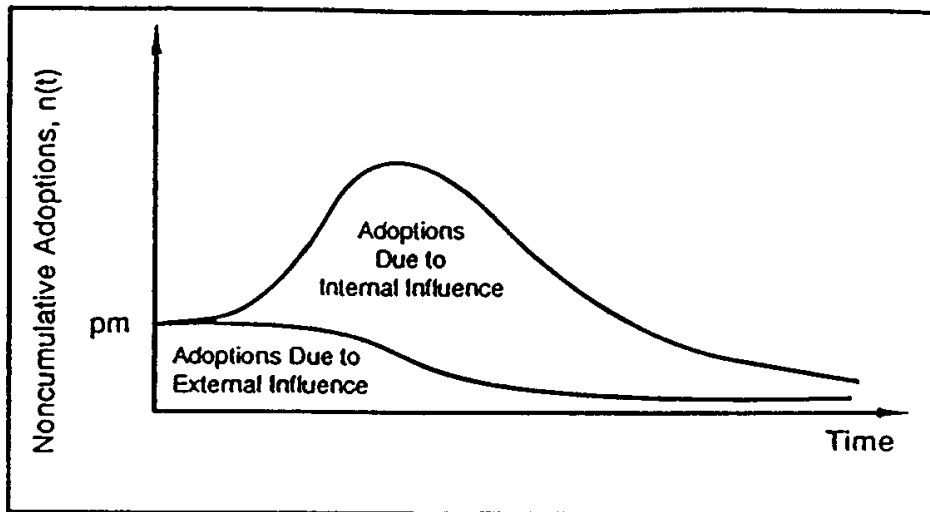 Noncumulative Adoptions, n(t)
pm
Adoptions
Due to
Internal Influence
Adoptions Due to
External Influence
Time